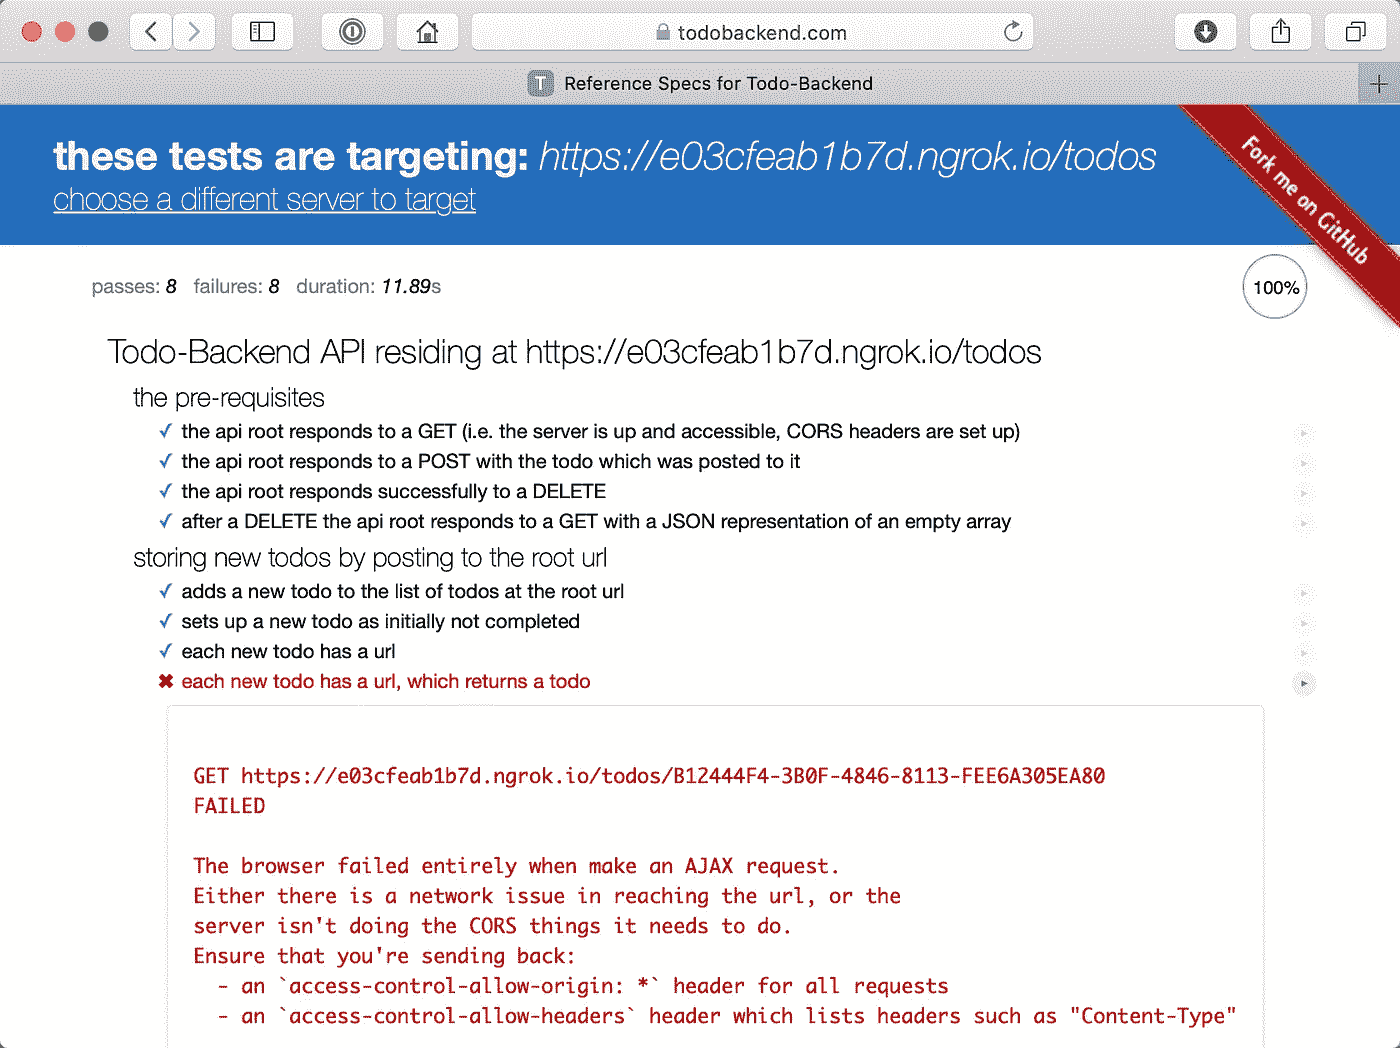 todobackend.com
T Reference Specs for Todo-Backend
these tests are targeting: https://e03cfeab1b7d.ngrok.io/todos
choose a different server to target
Fork me on GitHub
passes: 8 failures: 8 duration: 11.89s
100%
Todo-Backend API residing at https://e03cfeab1b7d.ngrok.io/todos
the pre-requisites
✓ the api root responds to a GET (i.e. the server is up and accessible, CORS headers are set up)
✓ the api root responds to a POST with the todo which was posted to it
✓ the api root responds successfully to a DELETE
✓ after a DELETE the api root responds to a GET with a JSON representation of an empty array
storing new todos by posting to the root url
✓ adds a new todo to the list of todos at the root url
✓ sets up a new todo as initially not completed
✓ each new todo has a url
✖ each new todo has a url, which returns a todo
GET https://e03cfeab1b7d.ngrok.io/todos/B12444F4-3B0F-4846-8113-FEE6A305EA80
FAILED
The browser failed entirely when make an AJAX request.
Either there is a network issue in reaching the url, or the
server isn't doing the CORS things it needs to do.
Ensure that you're sending back:
- an `access-control-allow-origin: *` header for all requests
- an `access-control-allow-headers` header which lists headers such as "Content-Type"